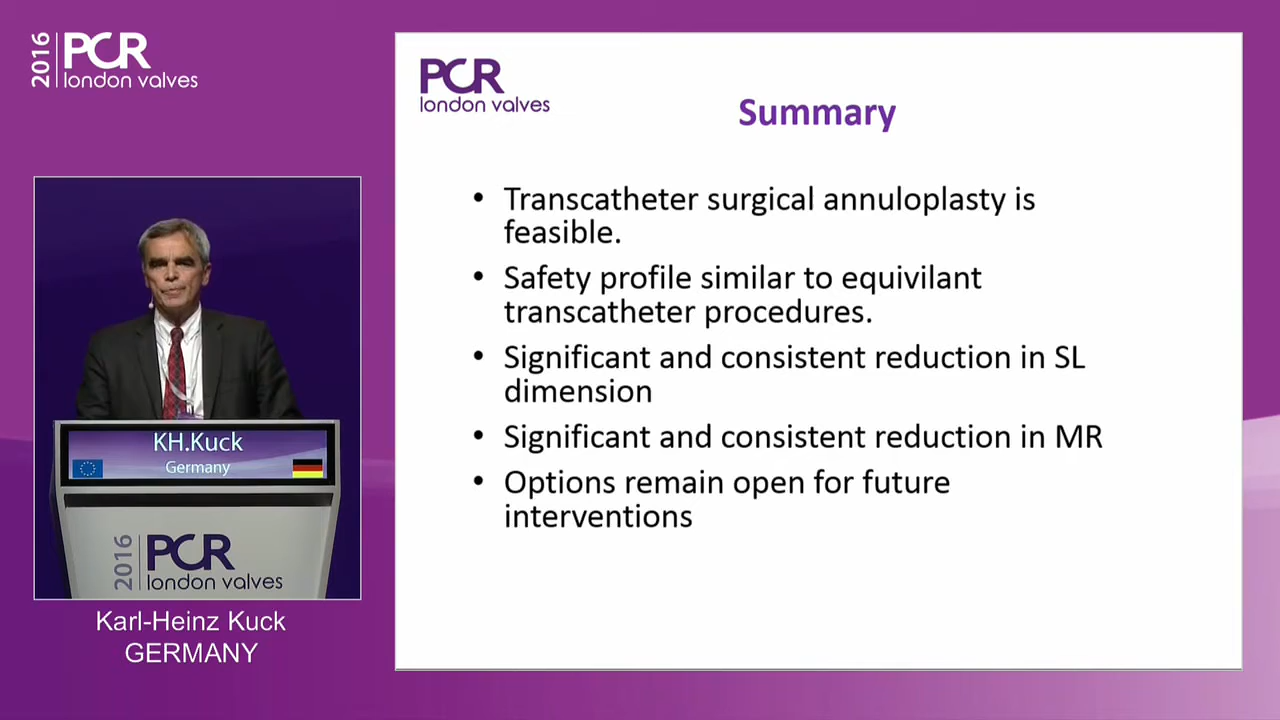 2016
PCR
london valves
PCR
london valves
Summary
• Transcatheter surgical annuloplasty is
feasible.
• Safety profile similar to equivilant
transcatheter procedures.
• Significant and consistent reduction in SL
dimension
• Significant and consistent reduction in MR
• Options remain open for future
interventions
KH.Kuck
Germany
2016
PCR
london valves
Karl-Heinz Kuck
GERMANY